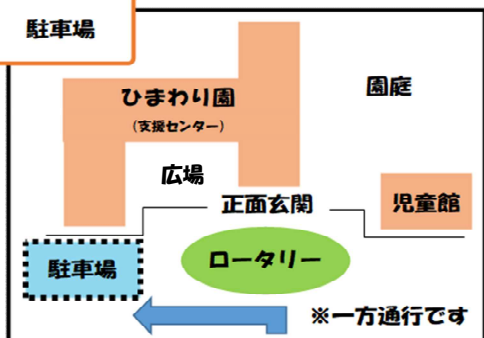 駐車場
ひまわり園
(支援センター)
園庭
広場
正面玄関
児童館
駐車場
ロータリー
※一方通行です